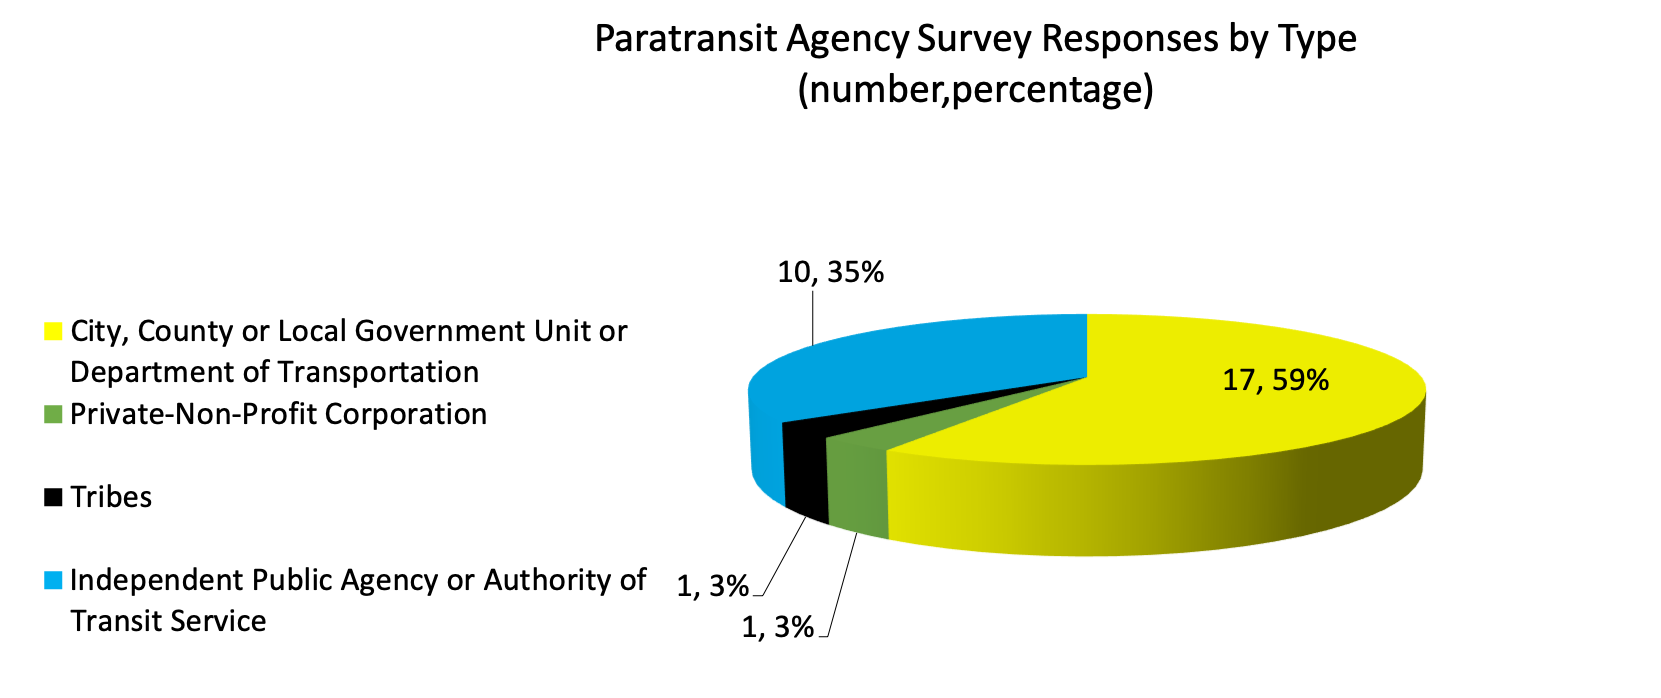 Paratransit Agency Survey Responses by Type
(number,percentage)
10, 35%
17, 59%
City, County or Local Government Unit or
Department of Transportation
Private-Non-Profit Corporation
Tribes
Independent Public Agency or Authority of
Transit Service
1, 3%
1, 3%